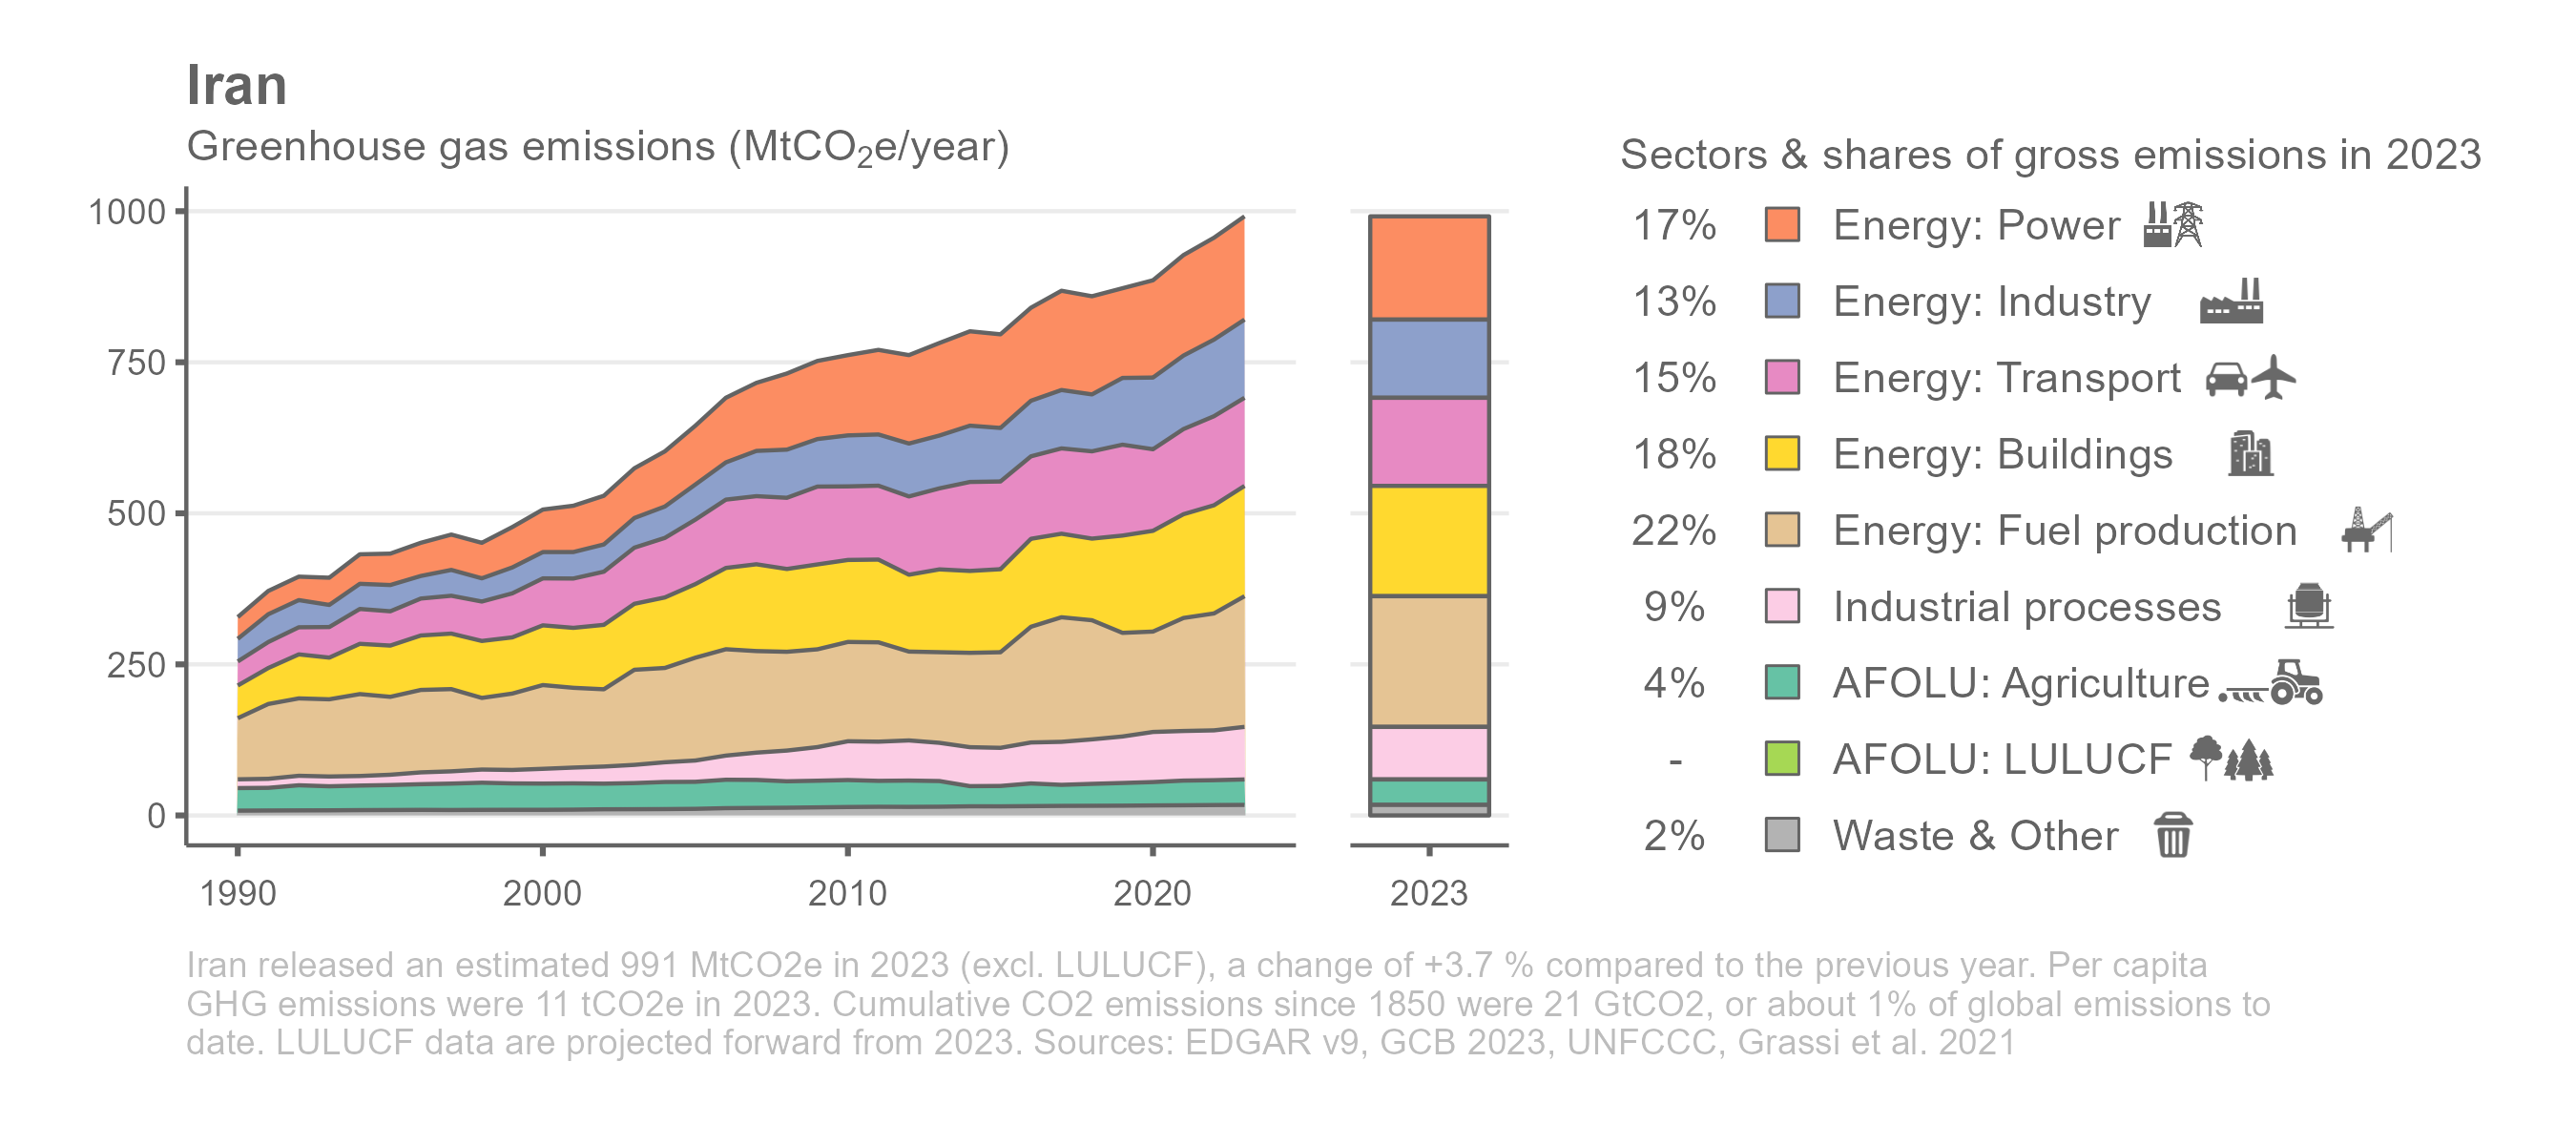 Iran
Greenhouse gas emissions (MtCO₂e/year)
1000
750
500
250
0
1990
2000
2010
2020
2023
Sectors & shares of gross emissions in 2023
17% Energy: Power
13% Energy: Industry
15% Energy: Transport
18% Energy: Buildings
22% Energy: Fuel production
9% Industrial processes
4% AFOLU: Agriculture
- AFOLU: LULUCF
2% Waste & Other
Iran released an estimated 991 MtCO2e in 2023 (excl. LULUCF), a change of +3.7 % compared to the previous year. Per capita
GHG emissions were 11 tCO2e in 2023. Cumulative CO2 emissions since 1850 were 21 GtCO2, or about 1% of global emissions to
date. LULUCF data are projected forward from 2023. Sources: EDGAR v9, GCB 2023, UNFCCC, Grassi et al. 2021